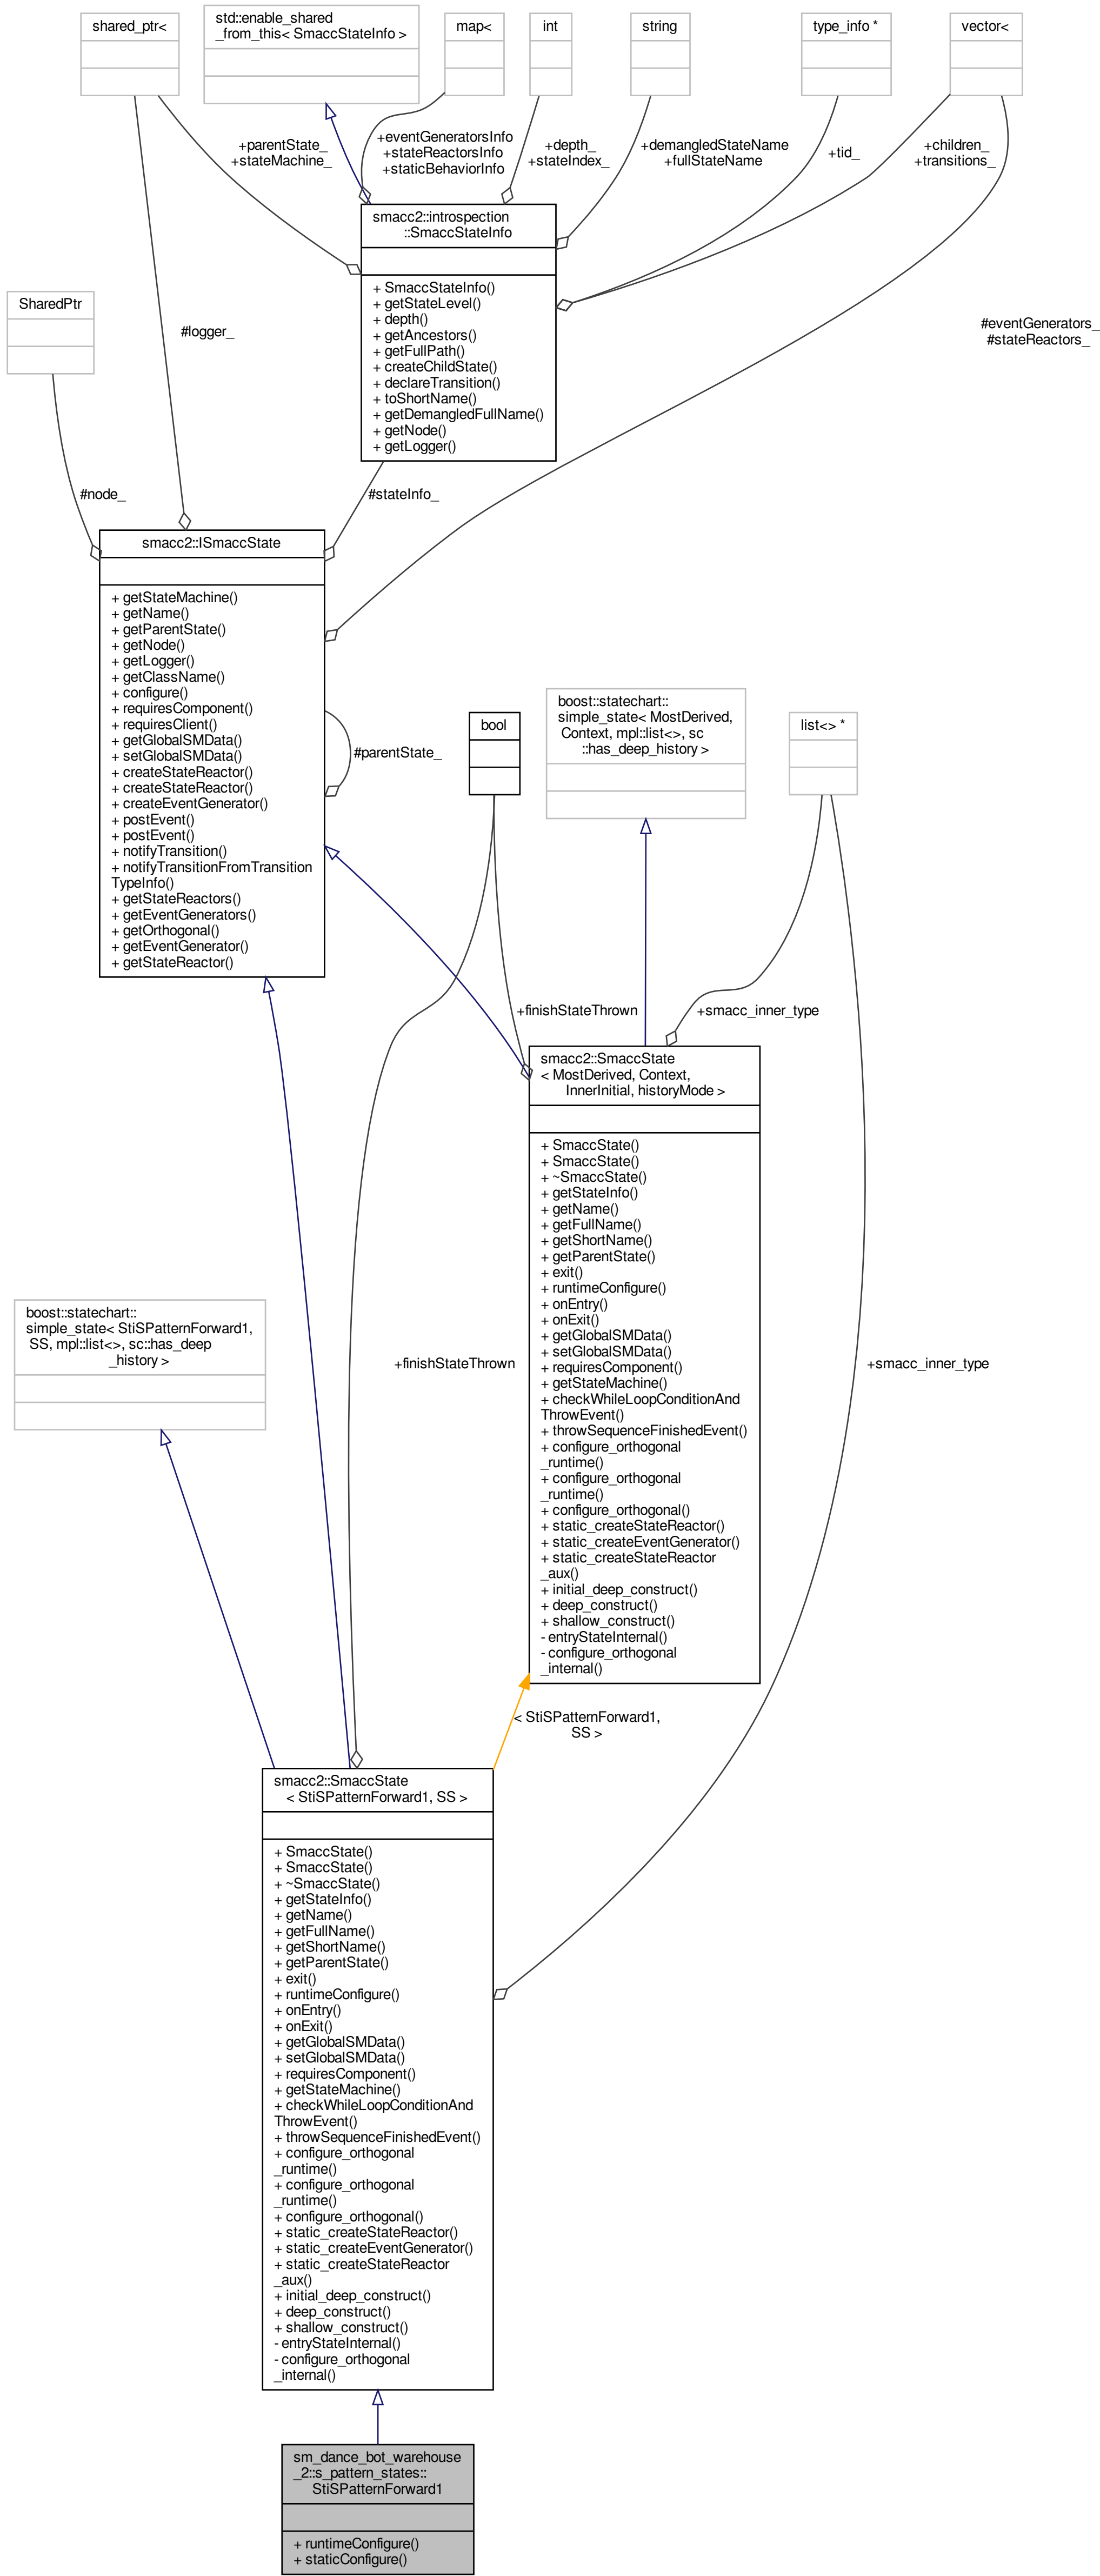 shared_ptr<
std::enable_shared
_from_this< SmaccStateInfo >
map<
int
string
type_info *
vector<
+parentState_
+stateMachine_
+eventGeneratorsInfo
+stateReactorsInfo
+staticBehaviorInfo
+depth_
+stateIndex_
+demangledStateName
+fullStateName
+tid_
+children_
+transitions_
smacc2::introspection
::SmaccStateInfo
+ SmaccStateInfo()
+ getStateLevel()
+ depth()
+ getAncestors()
+ getFullPath()
+ createChildState()
+ declareTransition()
+ toShortName()
+ getDemangledFullName()
+ getNode()
+ getLogger()
SharedPtr
#logger_
#eventGenerators_
#stateReactors_
#node_
#stateInfo_
smacc2::ISmaccState
+ getStateMachine()
+ getName()
+ getParentState()
+ getNode()
+ getLogger()
+ getClassName()
+ configure()
+ requiresComponent()
+ requiresClient()
+ getGlobalSMData()
+ setGlobalSMData()
+ createStateReactor()
+ createStateReactor()
+ createEventGenerator()
+ postEvent()
+ postEvent()
+ notifyTransition()
+ notifyTransitionFromTransition
TypeInfo()
+ getStateReactors()
+ getEventGenerators()
+ getOrthogonal()
+ getEventGenerator()
+ getStateReactor()
#parentState_
bool
boost::statechart::
simple_state< MostDerived,
Context, mpl::list<>, sc
::has_deep_history >
list<> *
+finishStateThrown
+smacc_inner_type
smacc2::SmaccState
< MostDerived, Context,
InnerInitial, historyMode >
+ SmaccState()
+ SmaccState()
+ ~SmaccState()
+ getStateInfo()
+ getName()
+ getFullName()
+ getShortName()
+ getParentState()
+ exit()
+ runtimeConfigure()
+ onEntry()
+ onExit()
+ getGlobalSMData()
+ setGlobalSMData()
+ requiresComponent()
+ getStateMachine()
+ checkWhileLoopConditionAnd
ThrowEvent()
+ throwSequenceFinishedEvent()
+ configure_orthogonal
_runtime()
+ configure_orthogonal
_runtime()
+ configure_orthogonal()
+ static_createStateReactor()
+ static_createEventGenerator()
+ static_createStateReactor
_aux()
+ initial_deep_construct()
+ deep_construct()
+ shallow_construct()
- entryStateInternal()
- configure_orthogonal
_internal()
boost::statechart::
simple_state< StiSPatternForward1,
SS, mpl::list<>, sc::has_deep
_history >
+finishStateThrown
+smacc_inner_type
< StiSPatternForward1,
SS >
smacc2::SmaccState
< StiSPatternForward1, SS >
+ SmaccState()
+ SmaccState()
+ ~SmaccState()
+ getStateInfo()
+ getName()
+ getFullName()
+ getShortName()
+ getParentState()
+ exit()
+ runtimeConfigure()
+ onEntry()
+ onExit()
+ getGlobalSMData()
+ setGlobalSMData()
+ requiresComponent()
+ getStateMachine()
+ checkWhileLoopConditionAnd
ThrowEvent()
+ throwSequenceFinishedEvent()
+ configure_orthogonal
_runtime()
+ configure_orthogonal
_runtime()
+ configure_orthogonal()
+ static_createStateReactor()
+ static_createEventGenerator()
+ static_createStateReactor
_aux()
+ initial_deep_construct()
+ deep_construct()
+ shallow_construct()
- entryStateInternal()
- configure_orthogonal
_internal()
sm_dance_bot_warehouse
_2::s_pattern_states::
StiSPatternForward1
+ runtimeConfigure()
+ staticConfigure()